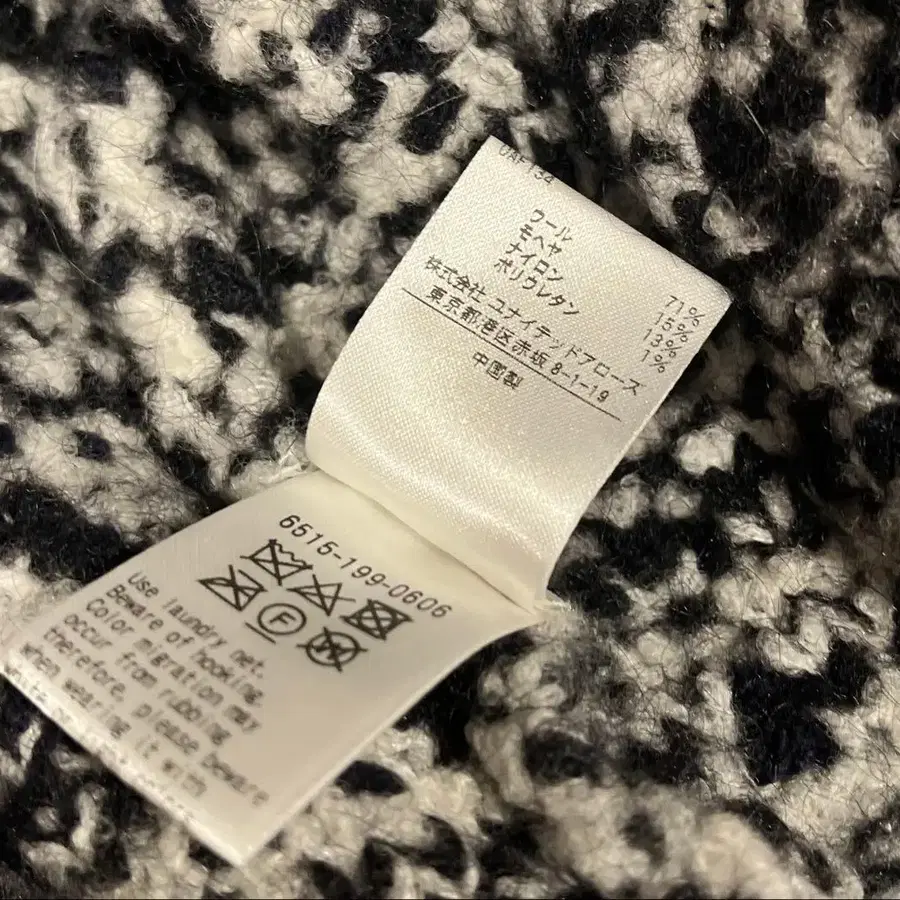 ウール 71%
モヘヤ 15%
ナイロン 13%
ポリウレタン 1%
株式会社 ユナイテッドアローズ
東京都港区赤坂 8-1-19
中国製
6515-199-0606
Use laundry net.
Beware of hooking.
Color migration may
occur from rubbing
therefore, please beware
when wearing it with